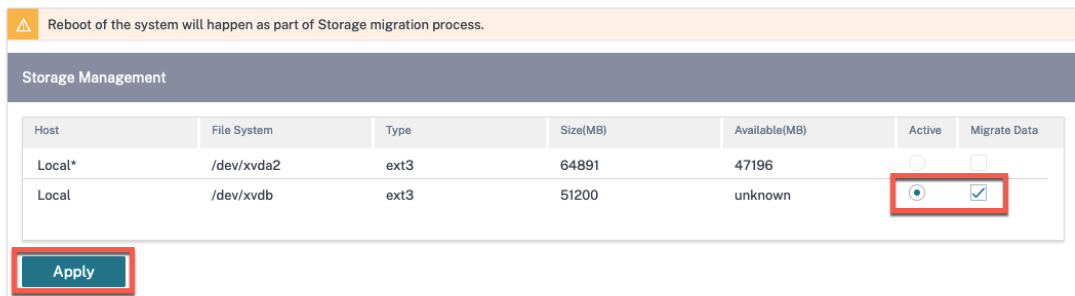 Reboot of the system will happen as part of Storage migration process.
Storage Management
Host File System Type Size(MB) Available(MB) Active Migrate Data
Local* /dev/xvda2 ext3 64891 47196
Local /dev/xvdb ext3 51200 unknown
Apply